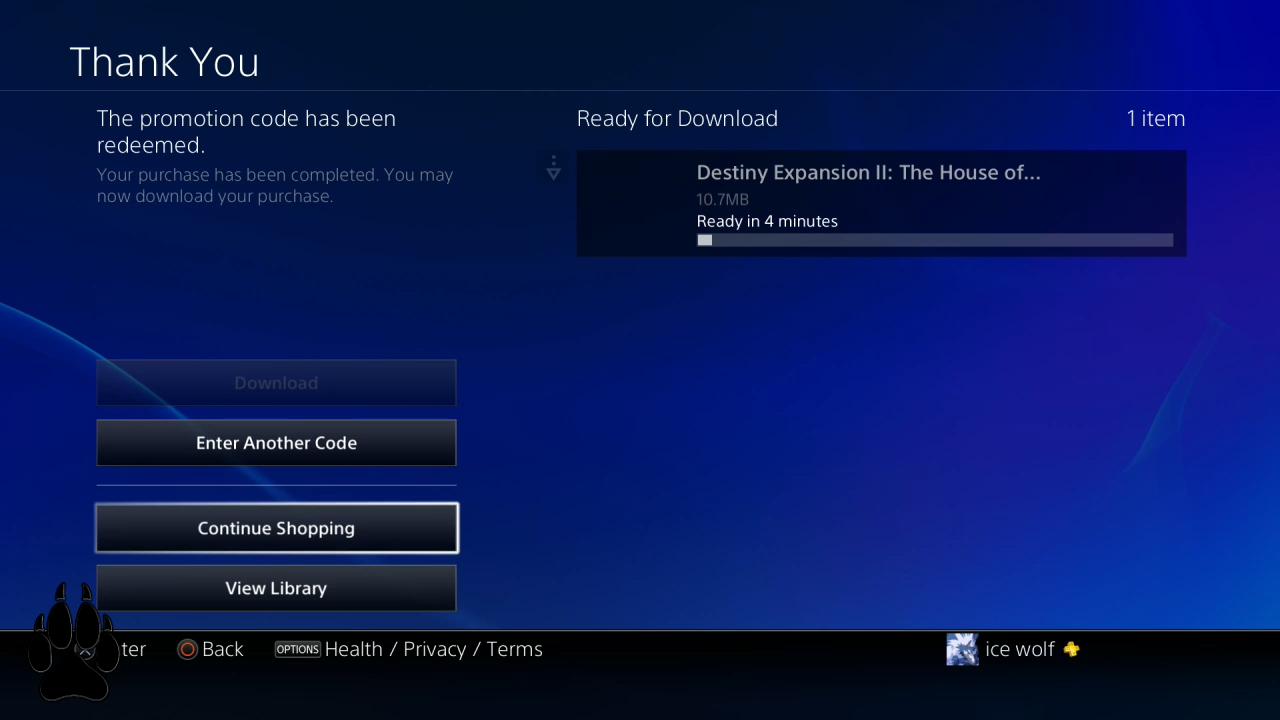 Thank You
The promotion code has been
redeemed.
Your purchase has been completed. You may
now download your purchase.
Ready for Download
1 item
Destiny Expansion II: The House of...
10.7MB
Ready in 4 minutes
Download
Enter Another Code
Continue Shopping
View Library
ter
Back
OPTIONS Health / Privacy / Terms
ice wolf